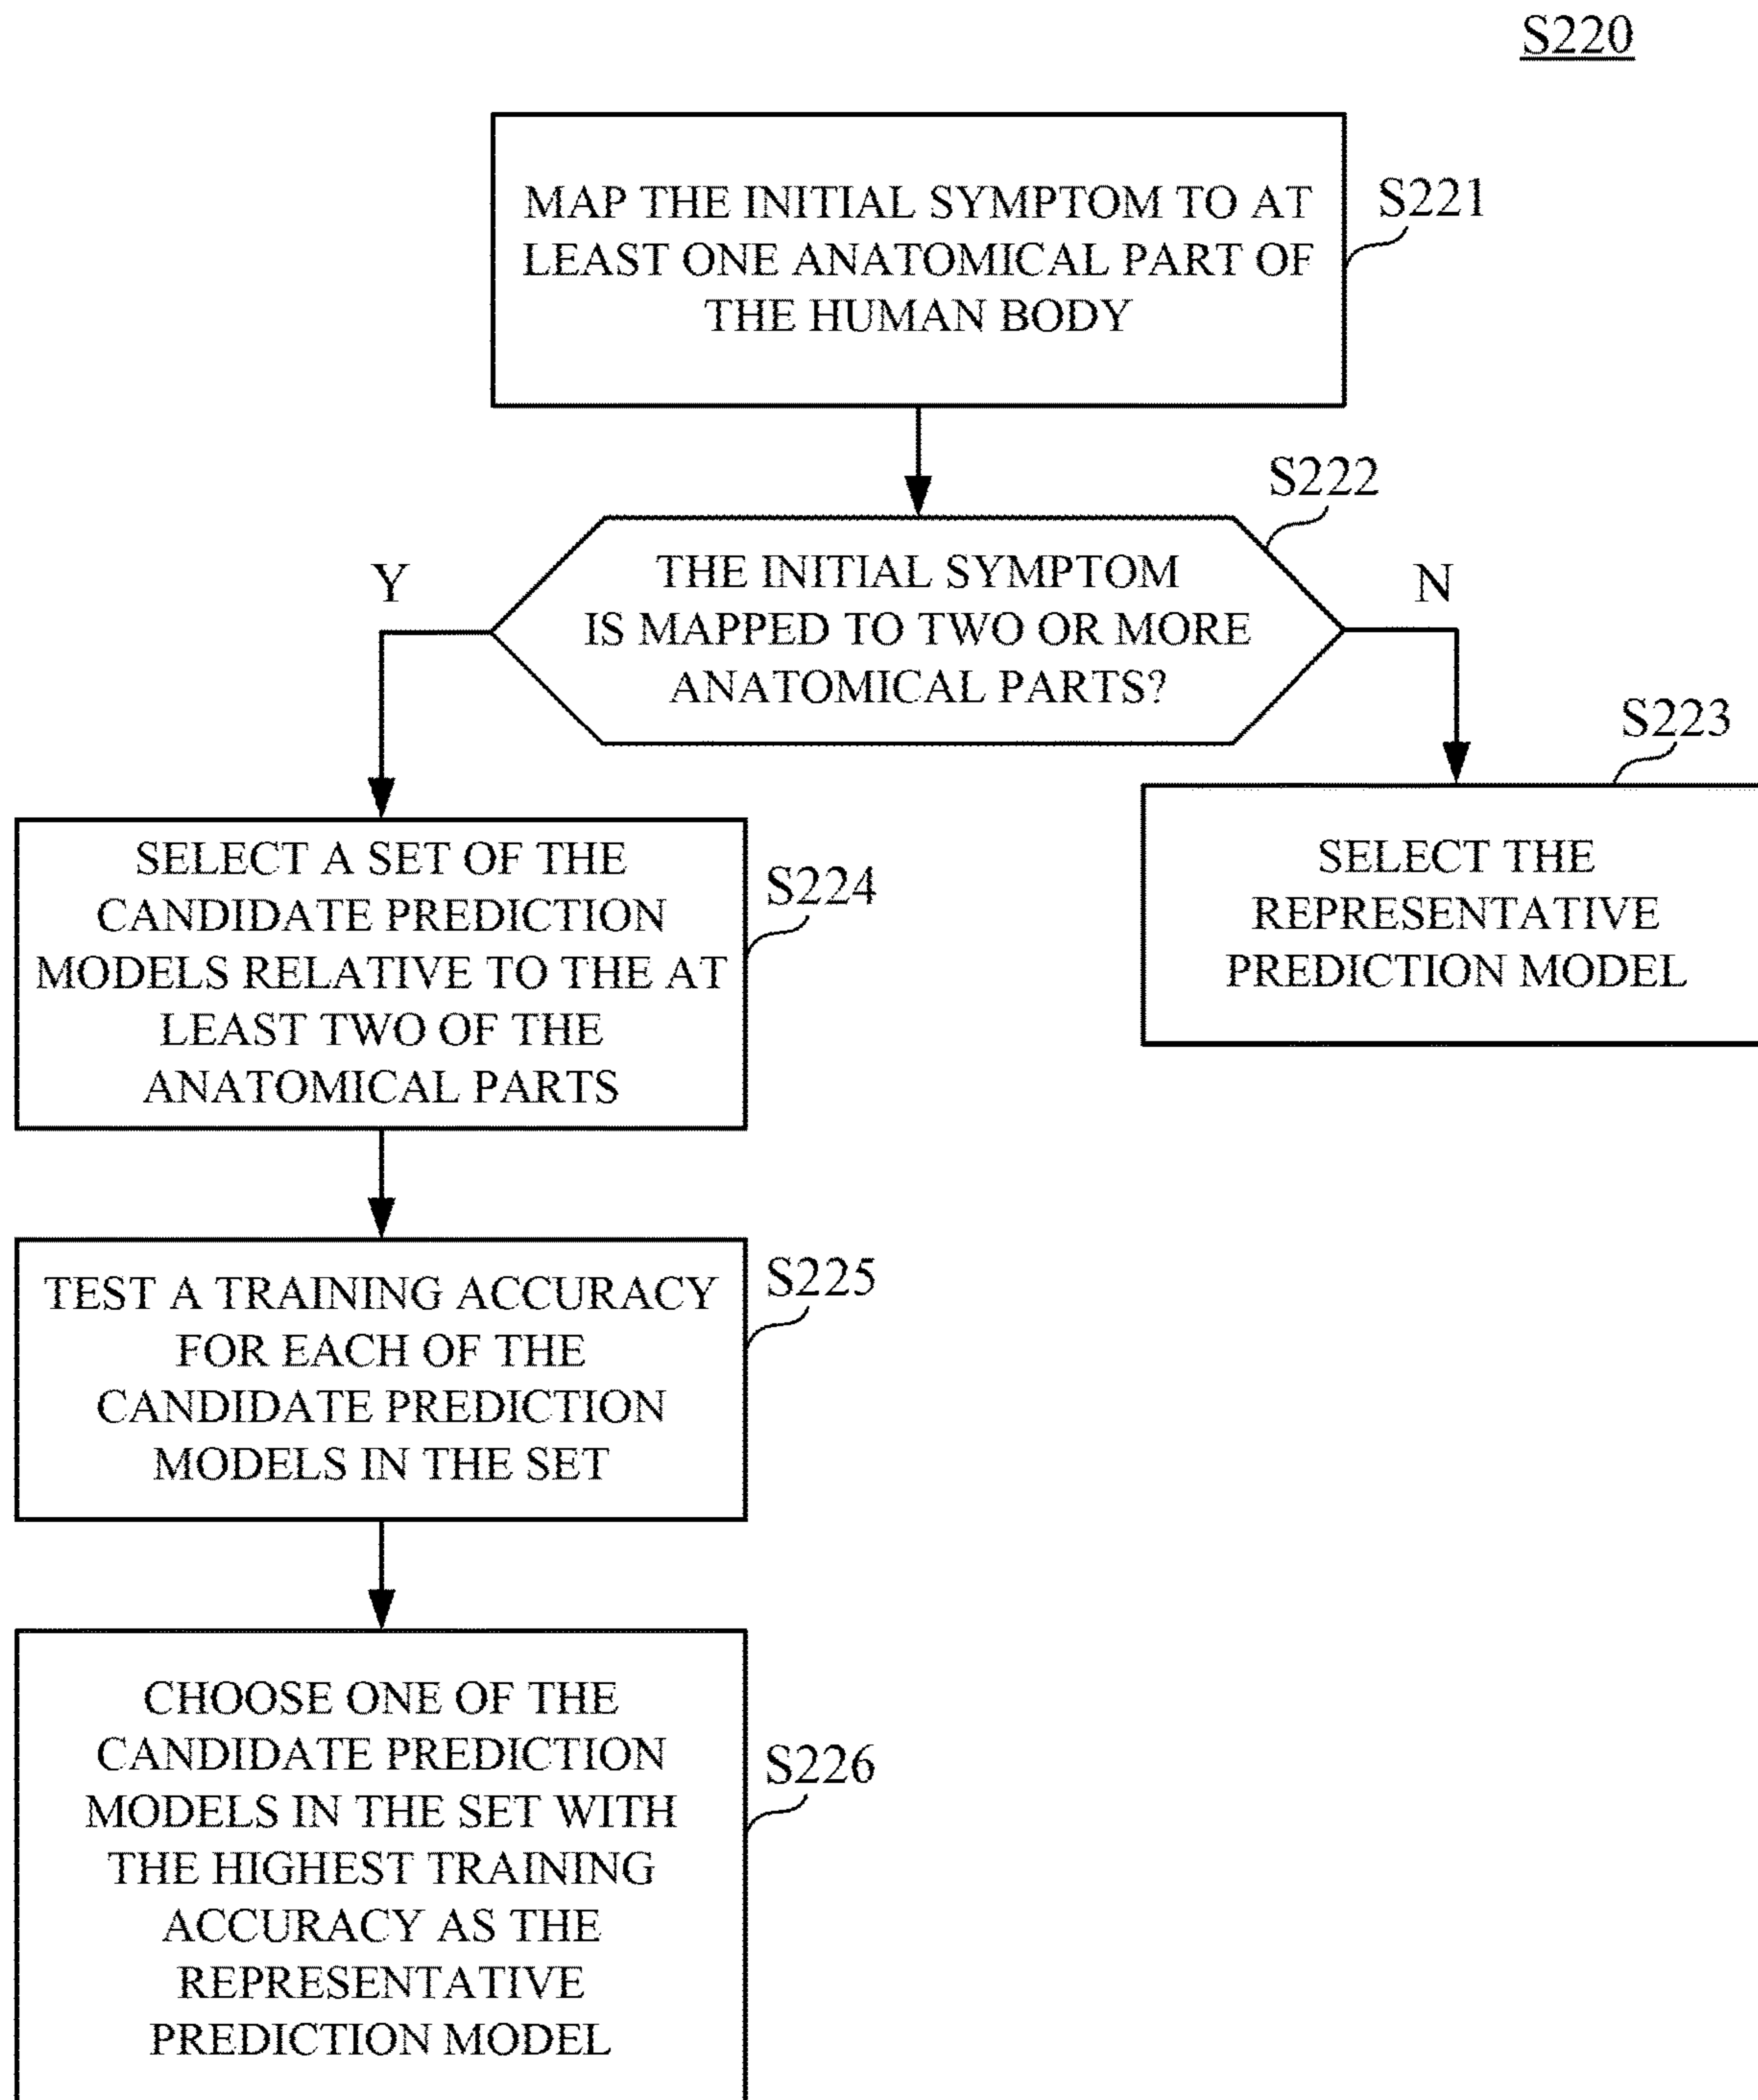 S220
MAP THE INITIAL SYMPTOM TO AT
LEAST ONE ANATOMICAL PART OF
THE HUMAN BODY
S221
S222
THE INITIAL SYMPTOM
IS MAPPED TO TWO OR MORE
ANATOMICAL PARTS?
Y
N
S223
SELECT THE
REPRESENTATIVE
PREDICTION MODEL
SELECT A SET OF THE
CANDIDATE PREDICTION
MODELS RELATIVE TO THE AT
LEAST TWO OF THE
ANATOMICAL PARTS
S224
TEST A TRAINING ACCURACY
FOR EACH OF THE
CANDIDATE PREDICTION
MODELS IN THE SET
S225
CHOOSE ONE OF THE
CANDIDATE PREDICTION
MODELS IN THE SET WITH
THE HIGHEST TRAINING
ACCURACY AS THE
REPRESENTATIVE
PREDICTION MODEL
S226